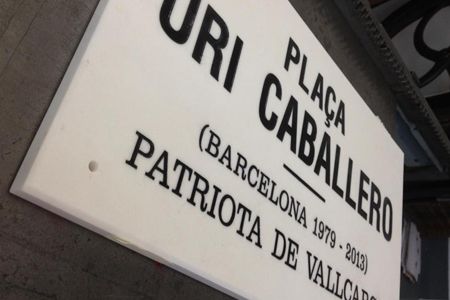 PLAÇA
URI CABALLERO
(BARCELONA 1979 - 2013)
PATRIOTA DE